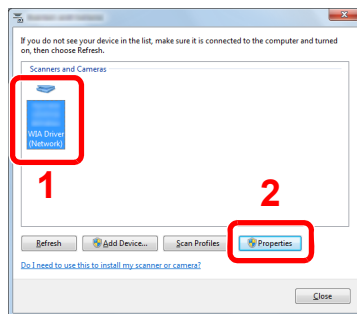 If you do not see your device in the list, make sure it is connected to the computer and turned
on, then choose Refresh.
Scanners and Cameras
WIA Driver
(Network)
1
2
Refresh
Add Device...
Scan Profiles
Properties
Do I need to use this to install my scanner or camera?
Close